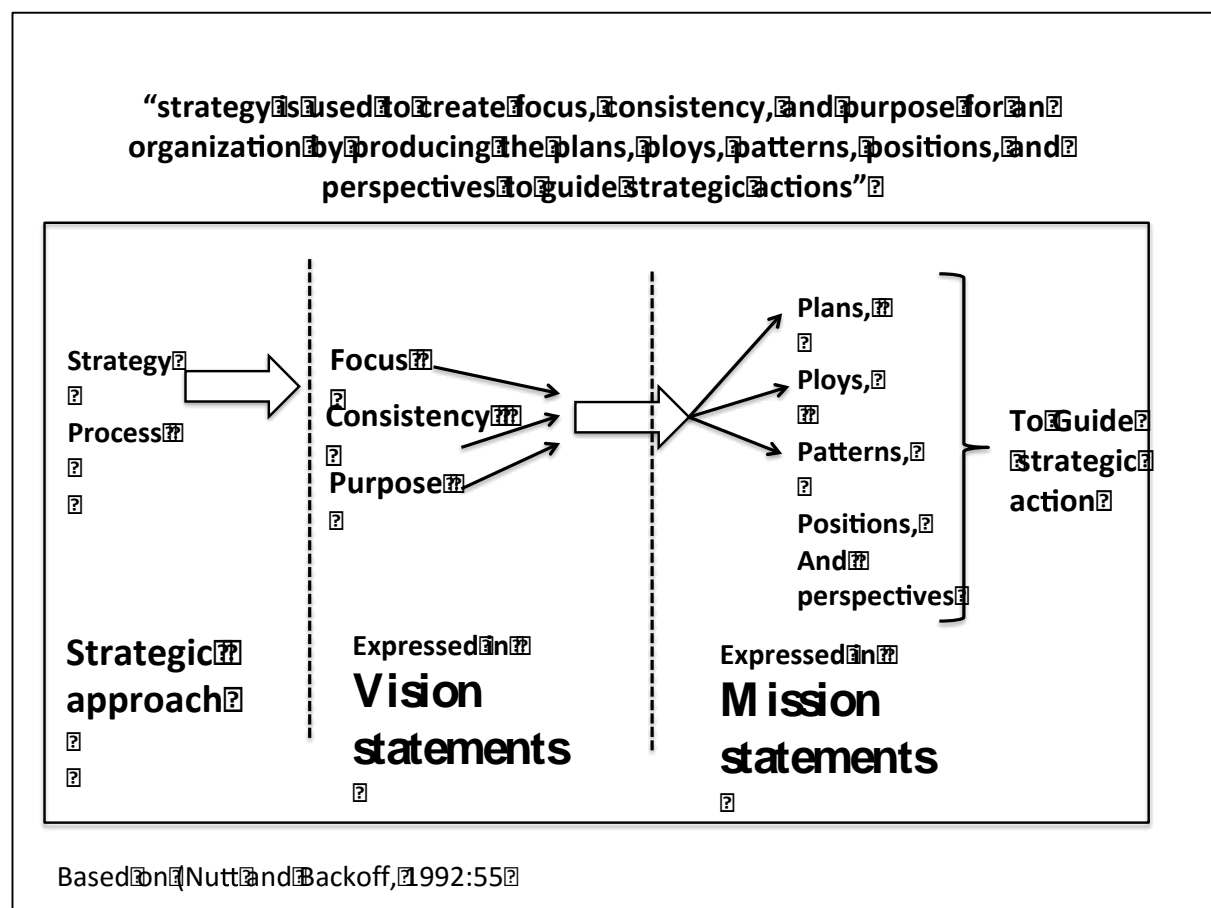 “strategy is used to create focus, consistency, and purpose for an
organization by producing the plans, ploys, patterns, positions, and
perspectives to guide strategic actions”
Strategy
Process
Strategic
approach
Focus
Consistency
Purpose
Expressed in
Vision
statements
Plans,
Ploys,
Patterns,
Positions,
And
perspectives
Expressed in
Mission
statements
To Guide
strategic
action
Based on (Nutt and Backoff, 1992:55